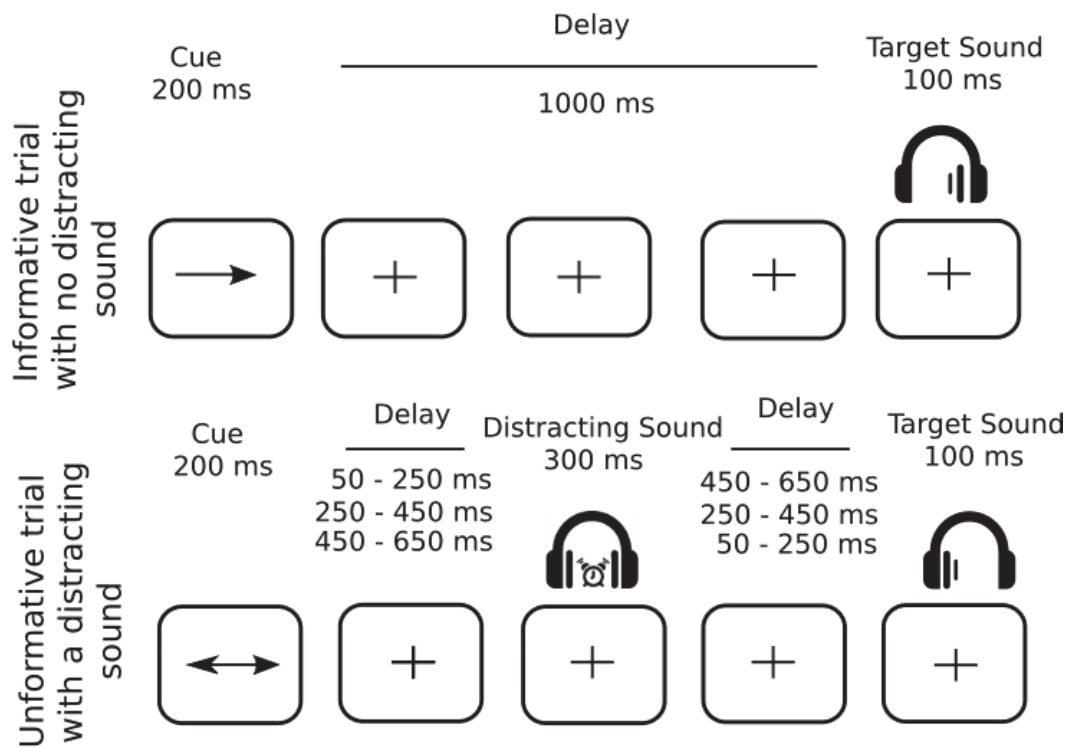 Informative trial
with no distracting
sound
Cue
200 ms
Delay
1000 ms
Target Sound
100 ms
Unformative trial
with a distracting
sound
Cue
200 ms
Delay
50 - 250 ms
250 - 450 ms
450 - 650 ms
Distracting Sound
300 ms
Delay
450 - 650 ms
250 - 450 ms
50 - 250 ms
Target Sound
100 ms